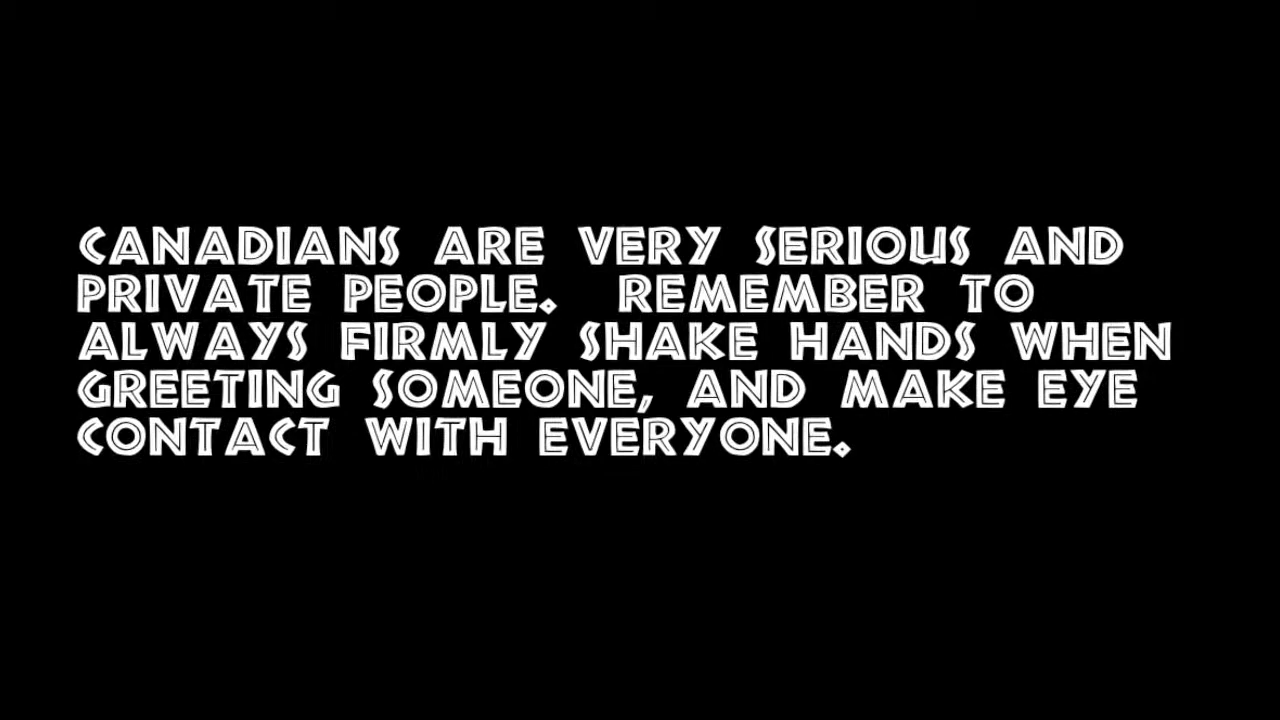 CANADIANS ARE VERY SERIOUS AND
PRIVATE PEOPLE. REMEMBER TO
ALWAYS FIRMLY SHAKE HANDS WHEN
GREETING SOMEONE, AND MAKE EYE
CONTACT WITH EVERYONE.